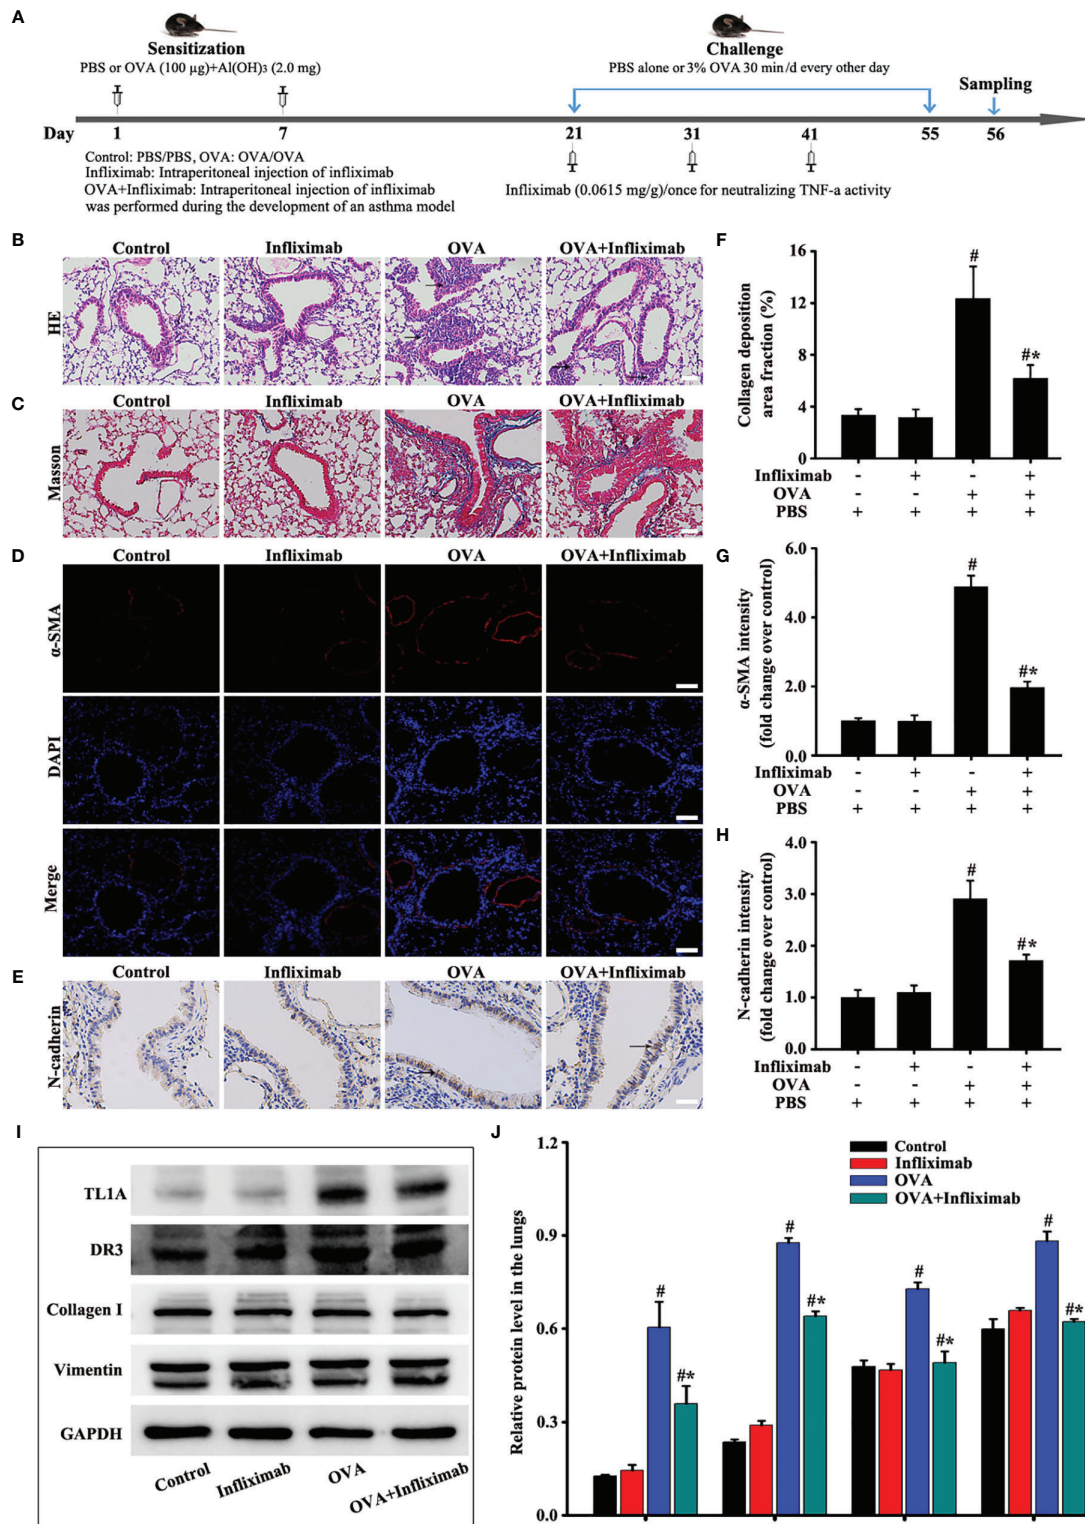 A
Sensitization
PBS or OVA (100 μg)+Al(OH)₃ (2.0 mg)
Challenge
PBS alone or 3% OVA 30 min/d every other day
Sampling
Day 1 7 21 31 41 55 56
Control: PBS/PBS, OVA: OVA/OVA
Infliximab: Intraperitoneal injection of infliximab
OVA+Infliximab: Intraperitoneal injection of infliximab
was performed during the development of an asthma model
Infliximab (0.0615 mg/g)/once for neutralizing TNF-a activity
B
Control Infliximab OVA OVA+Infliximab
HE
C
Control Infliximab OVA OVA+Infliximab
Masson
D
Control Infliximab OVA OVA+Infliximab
α-SMA
DAPI
Merge
E
Control Infliximab OVA OVA+Infliximab
N-cadherin
F
Collagen deposition
area fraction (%)
16
12
8
4
0
#
#*
Infliximab - + - +
OVA - - + +
PBS + + + +
G
α-SMA intensity
(fold change over control)
6.0
4.0
2.0
0.0
#
#*
Infliximab - + - +
OVA - - + +
PBS + + + +
H
N-cadherin intensity
(fold change over control)
4.0
3.0
2.0
1.0
0.0
#
#*
Infliximab - + - +
OVA - - + +
PBS + + + +
I
TL1A
DR3
Collagen I
Vimentin
GAPDH
Control Infliximab OVA OVA+Infliximab
J
Relative protein level in the lungs
1.2
0.9
0.6
0.3
0.0
Control
Infliximab
OVA
OVA+Infliximab
# #* # #* # #* # #*